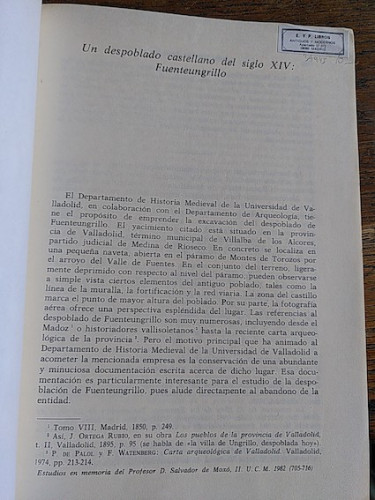 Un despoblado castellano del siglo XIV:
Fuenteungrillo
El Departamento de Historia Medieval de la Universidad de Va-
lladolid, en colaboración con el Departamento de Arqueología, tie-
ne el propósito de emprender la excavación del despoblado de
Fuenteungrillo. El yacimiento citado está situado en la provin-
cia de Valladolid, término municipal de Villalba de los Alcores,
partido judicial de Medina de Rioseco. En concreto se localiza en
una pequeña naveta, abierta en el páramo de Montes de Torozos por
el arroyo del Valle de Fuentes. En el conjunto del terreno, ligera-
mente deprimido con respecto al nivel del páramo, pueden observarse
a simple vista ciertos elementos del antiguo poblado, tales como la
línea de la muralla, la fortificación y la red viaria. La zona del castillo
marca el punto de mayor altura del poblado. Por su parte, la fotografía
aérea ofrece una perspectiva espléndida del lugar. Las referencias al
despoblado de Fuenteungrillo son muy numerosas, incluyendo desde el
Madoz ¹ o historiadores vallisoletanos ² hasta la reciente carta arqueo-
lógica de la provincia ³. Pero el motivo principal que ha animado al
Departamento de Historia Medieval de la Universidad de Valladolid a
acometer la mencionada empresa es la conservación de una abundante
y minuciosa documentación escrita acerca de dicho lugar. Esa docu-
mentación es particularmente interesante para el estudio de la despo-
blación de Fuenteungrillo, pues alude directamente al abandono de la
entidad.
¹ Tomo VIII, Madrid, 1850, p. 249.
² Así, J. ORTEGA RUBIO, en su obra Los pueblos de la provincia de Valladolid,
t. II, Valladolid, 1895, p. 95 (se habla de «la villa de Ungrillo, despoblada hoy»).
³ P. DE PALOL y F. WATENBERG: Carta arqueológica de Valladolid. Valladolid,
1974, pp. 213-214.
Estudios en memoria del Profesor D. Salvador de Moxó, II. U. C. M. 1982 (705-716)